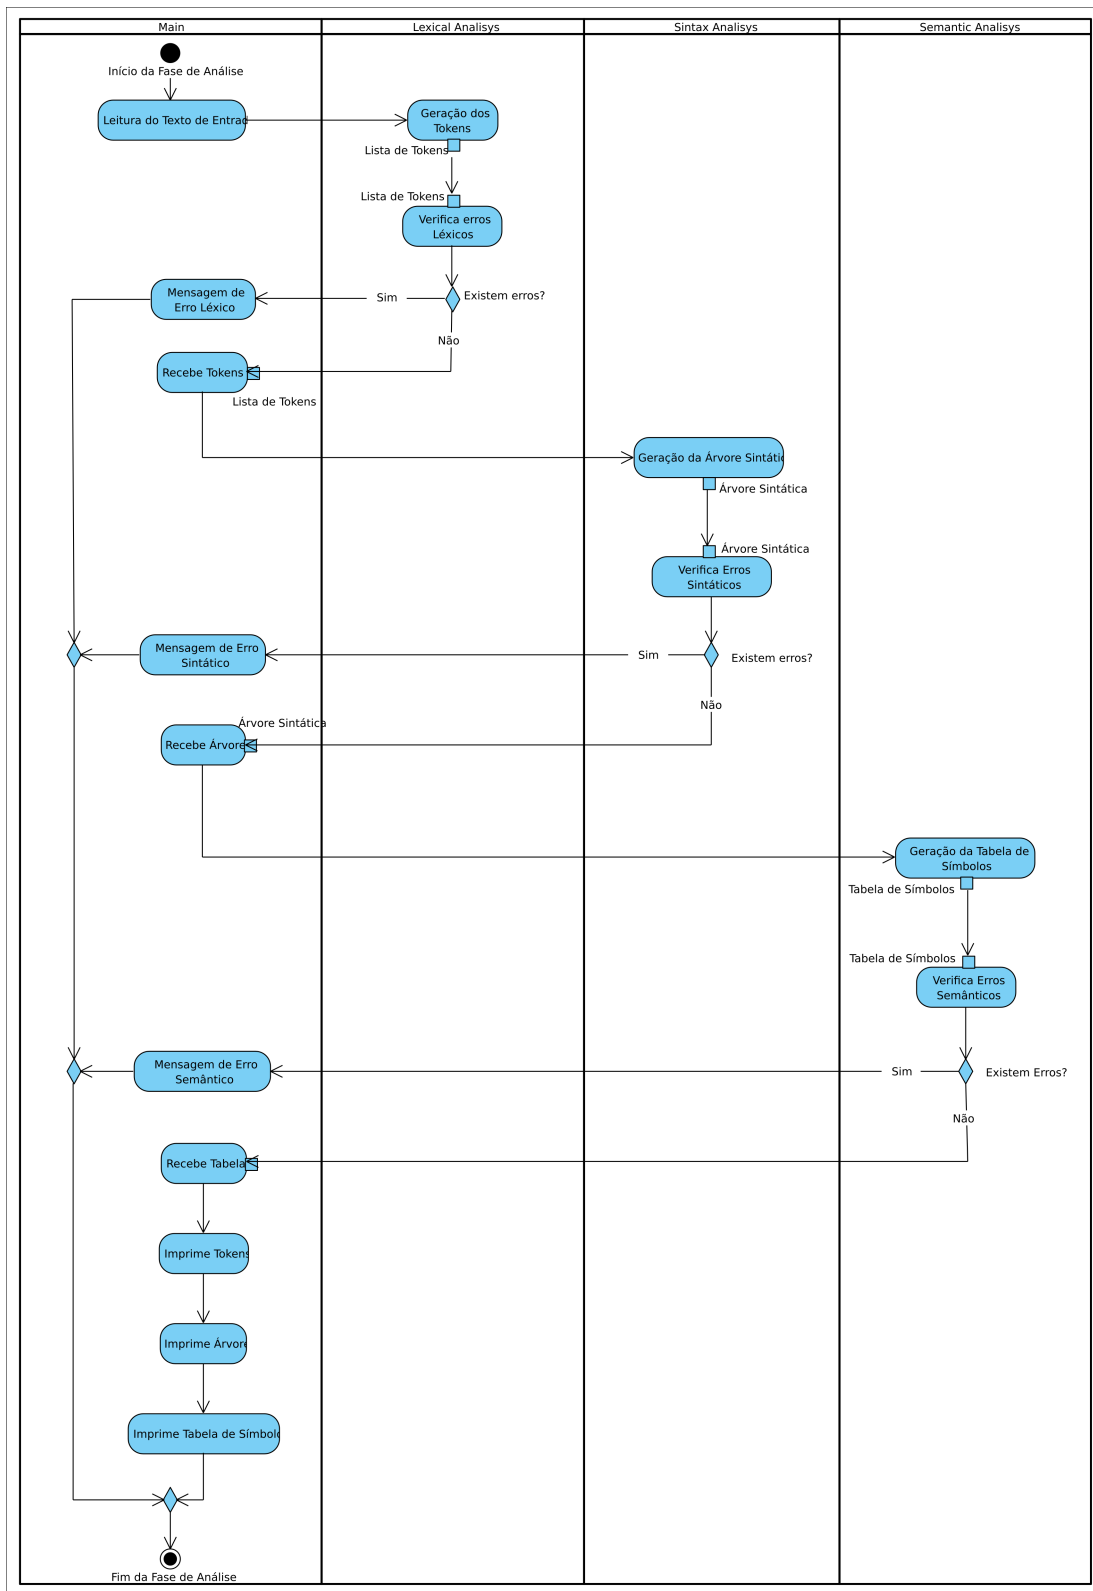 Main
Lexical Analisys
Sintax Analisys
Semantic Analisys
Início da Fase de Análise
Leitura do Texto de Entrad
Geração dos
Tokens
Lista de Tokens
Lista de Tokens
Verifica erros
Léxicos
Mensagem de
Erro Léxico
Sim
Existem erros?
Não
Recebe Tokens
Lista de Tokens
Geração da Árvore Sintátic
Árvore Sintática
Árvore Sintática
Verifica Erros
Sintáticos
Mensagem de Erro
Sintático
Sim
Existem erros?
Não
Árvore Sintática
Recebe Árvore
Geração da Tabela de
Símbolos
Tabela de Símbolos
Tabela de Símbolos
Verifica Erros
Semânticos
Mensagem de Erro
Semântico
Sim
Existem Erros?
Não
Recebe Tabela
Imprime Tokens
Imprime Árvore
Imprime Tabela de Símbolo
Fim da Fase de Análise